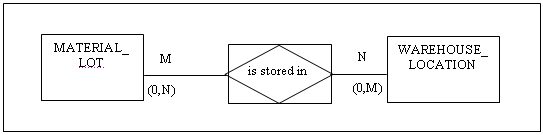 MATERIAL_
LOT.
M
(0,N)
is stored in
N
(0,M)
WAREHOUSE_
LOCATION